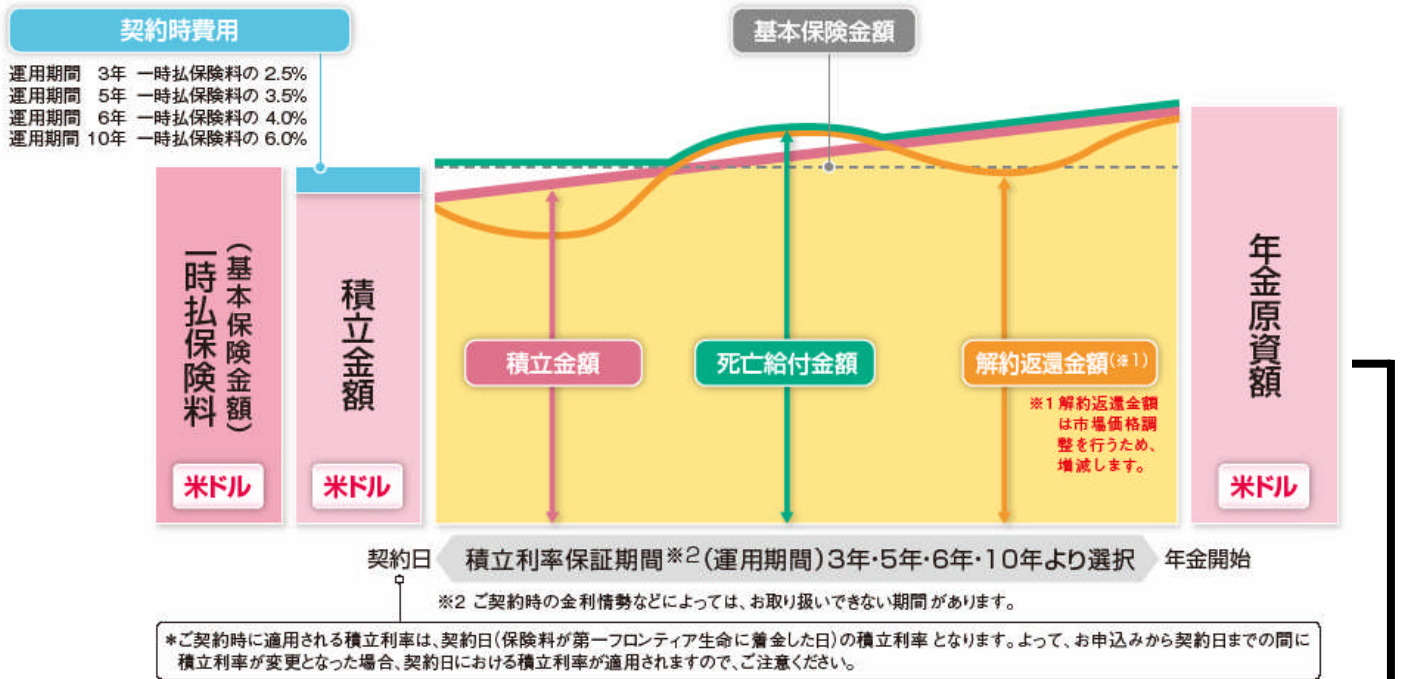 契約時費用
運用期間 3年 一時払保険料の 2.5%
運用期間 5年 一時払保険料の 3.5%
運用期間 6年 一時払保険料の 4.0%
運用期間 10年 一時払保険料の 6.0%
基本保険金額
一時払保険料
(基本保険金額)
米ドル
積立金額
米ドル
積立金額
死亡給付金額
解約返還金額(※1)
※1 解約返還金額
は市場価格調
整を行うため、
増減します。
年金原資額
米ドル
契約日
積立利率保証期間※2(運用期間)3年・5年・6年・10年より選択
年金開始
※2 ご契約時の金利情勢などによっては、お取り扱いできない期間があります。
*ご契約時に適用される積立利率は、契約日(保険料が第一フロンティア生命に着金した日)の積立利率となります。よって、お申込みから契約日までの間に
積立利率が変更となった場合、契約日における積立利率が適用されますので、ご注意ください。